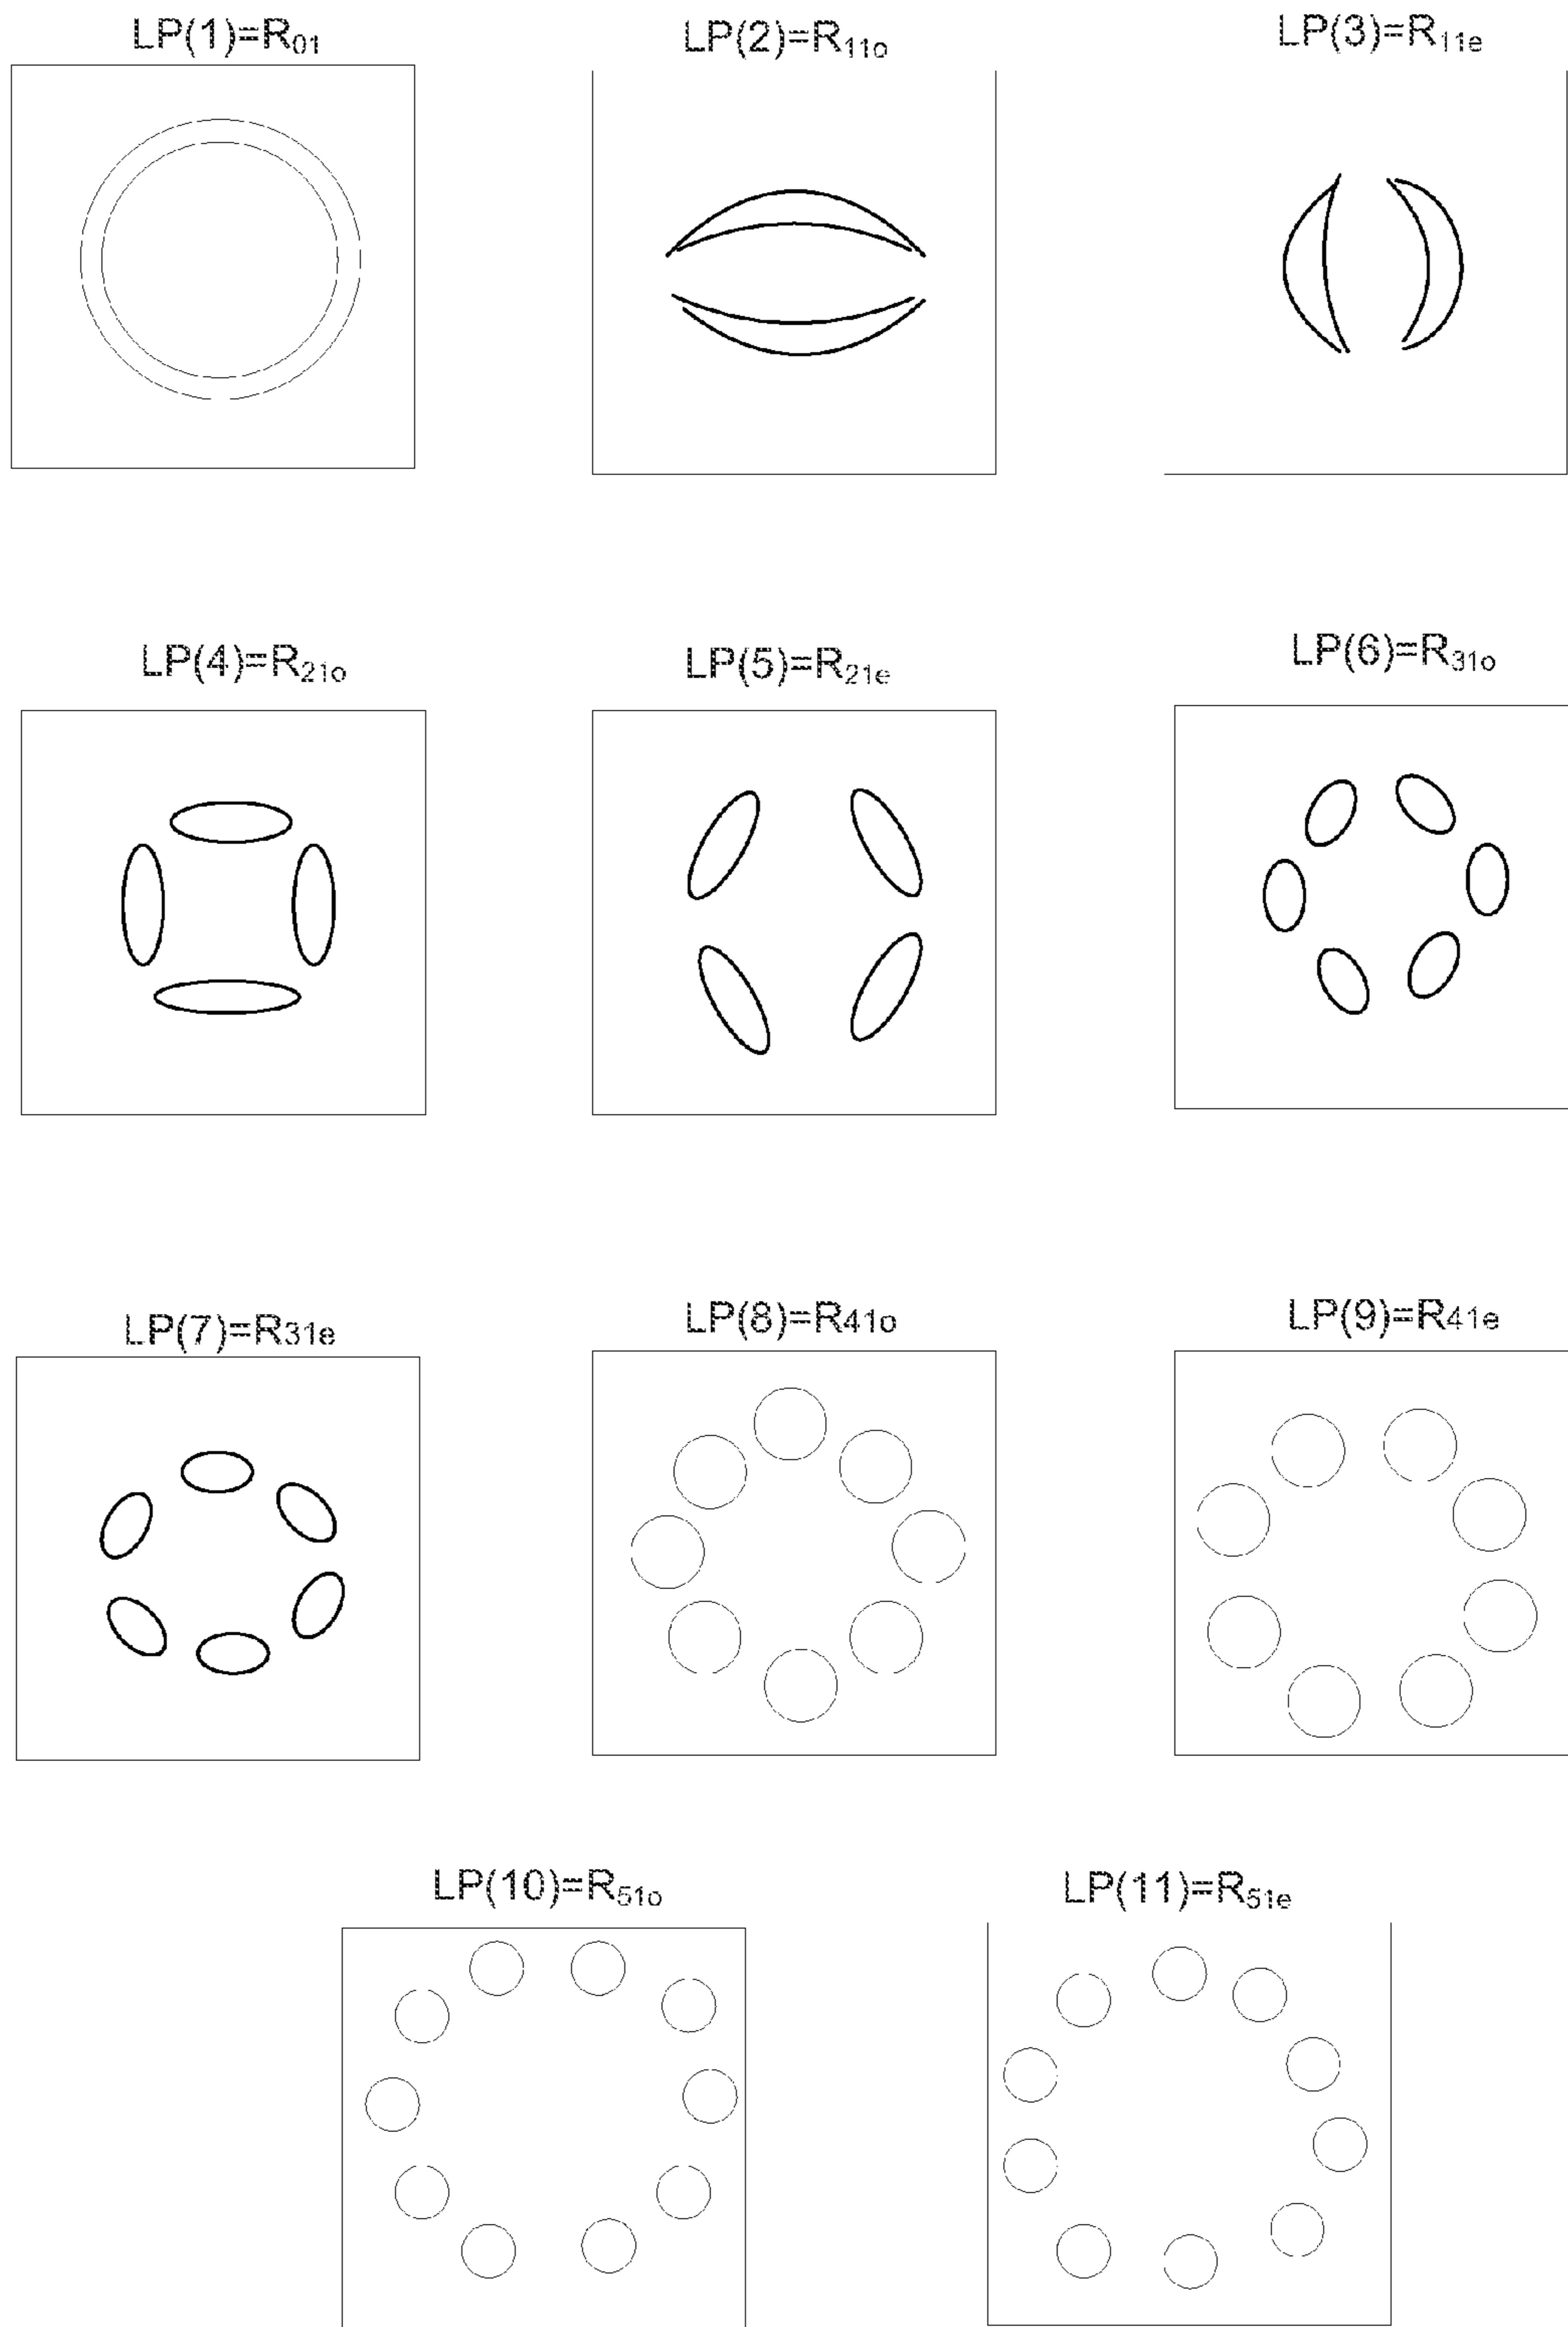 LP(1)=R01
LP(2)=R11o
LP(3)=R11e
LP(4)=R21o
LP(5)=R21e
LP(6)=R31o
LP(7)=R31e
LP(8)=R41o
LP(9)=R41e
LP(10)=R51o
LP(11)=R51e